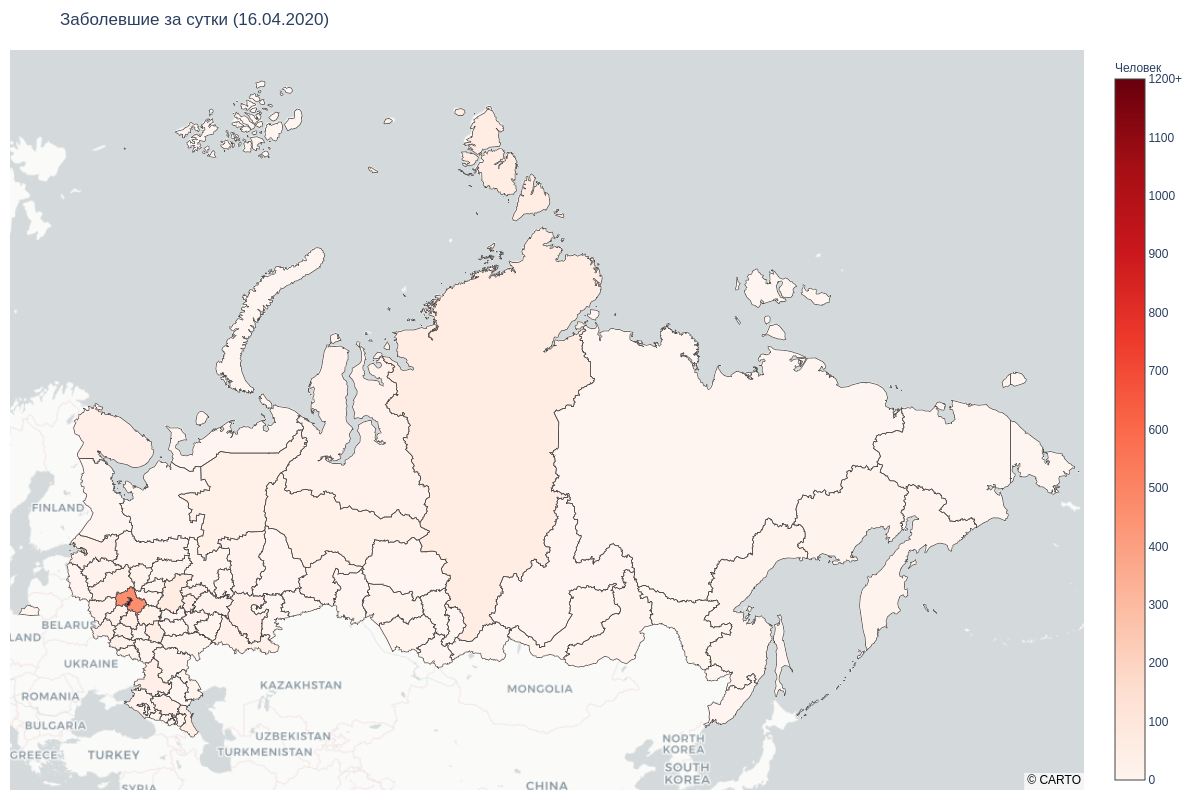 Заболевшие за сутки (16.04.2020)
Человек
1200+
1100
1000
900
800
700
600
500
400
300
200
100
0
FINLAND
BELARUS
LAND
UKRAINE
ROMANIA
BULGARIA
GREECE
TURKEY
SYRIA
KAZAKHSTAN
UZBEKISTAN
TURKMENISTAN
MONGOLIA
NORTH
KOREA
SOUTH
KOREA
CHINA
© CARTO